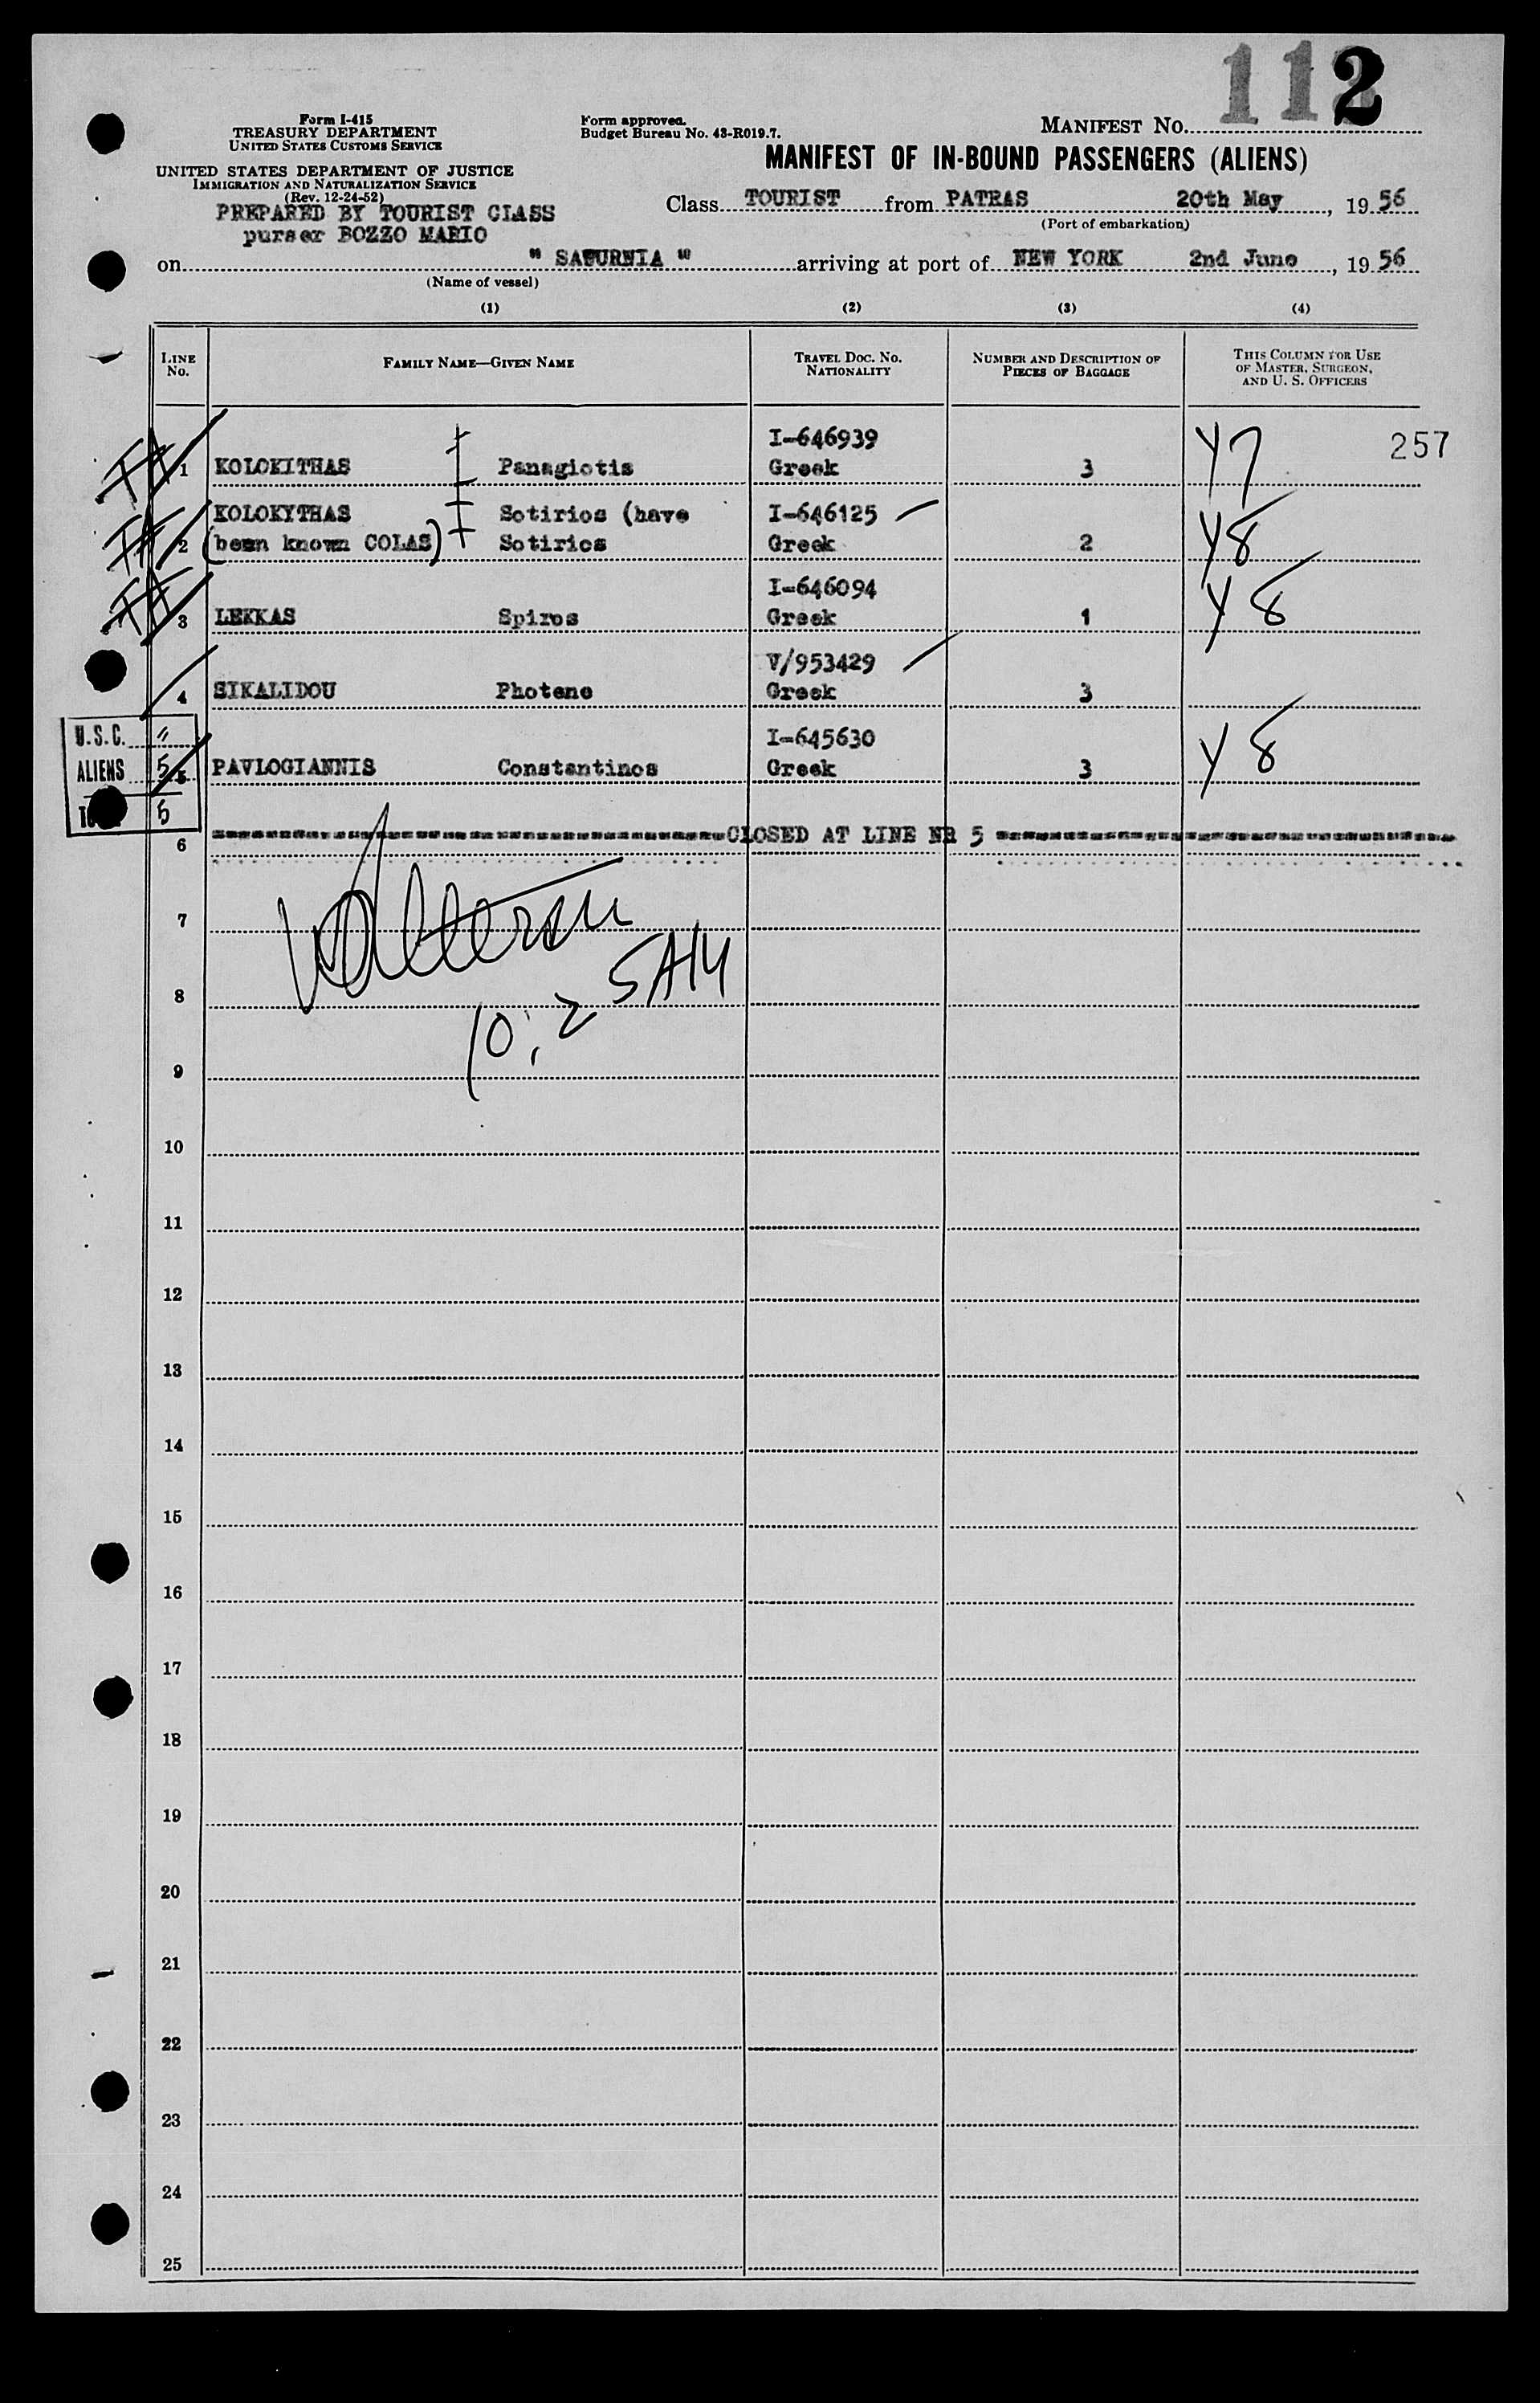 112
Form I-415
TREASURY DEPARTMENT
UNITED STATES CUSTOMS SERVICE
UNITED STATES DEPARTMENT OF JUSTICE
IMMIGRATION AND NATURALIZATION SERVICE
(Rev. 12-24-52)
PREPARED BY TOURIST CLASS
purser BOZZO MARIO
Form approved.
Budget Bureau No. 43-R019.7.
MANIFEST NO.
MANIFEST OF IN-BOUND PASSENGERS (ALIENS)
Class TOURIST from PATRAS 20th May, 1956
(Port of embarkation)
on " SATURNIA " arriving at port of NEW YORK 2nd June, 1956
(Name of vessel)
(1) (2) (3) (4)
LINE NO. FAMILY NAME—GIVEN NAME TRAVEL DOC. NO. NATIONALITY NUMBER AND DESCRIPTION OF PIECES OF BAGGAGE THIS COLUMN FOR USE OF MASTER, SURGEON, AND U. S. OFFICERS
I-646939 Y7 257
1 KOLOKITHAS Panagiotis Greek 3
KOLOKYTHAS Sotirios (have I-646125
2 (been known COLAS) Sotirios Greek 2 Y8
I-646094
3 LEKKAS Spiros Greek 1 Y8
V/953429
4 SIKALIDOU Photene Greek 3
U.S.C. "
I-645630
ALIENS 5
5 PAVLOGIANNIS Constantinos Greek 3 Y8
5
6 CLOSED AT LINE NR 5
7
8
9
10
11
12
13
14
15
16
17
18
19
20
21
22
23
24
25